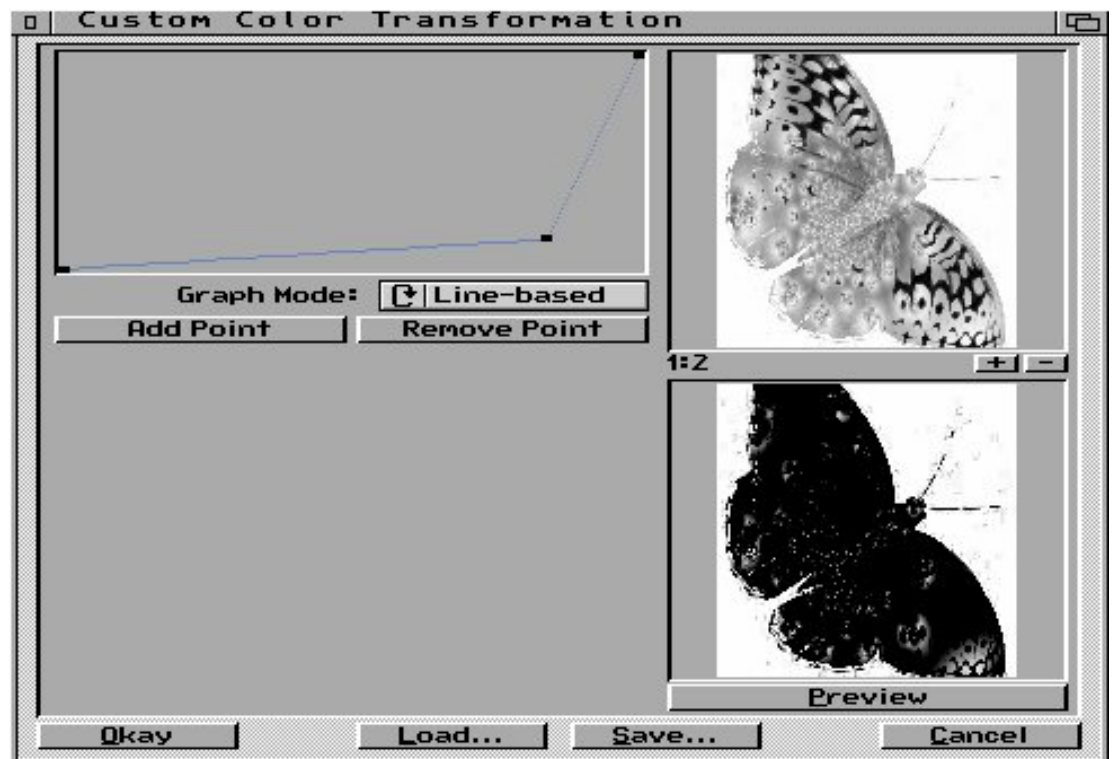 Custom Color Transformation
Graph Mode: Line-based
Add Point Remove Point
1:2 + -
Preview
Okay Load... Save... Cancel